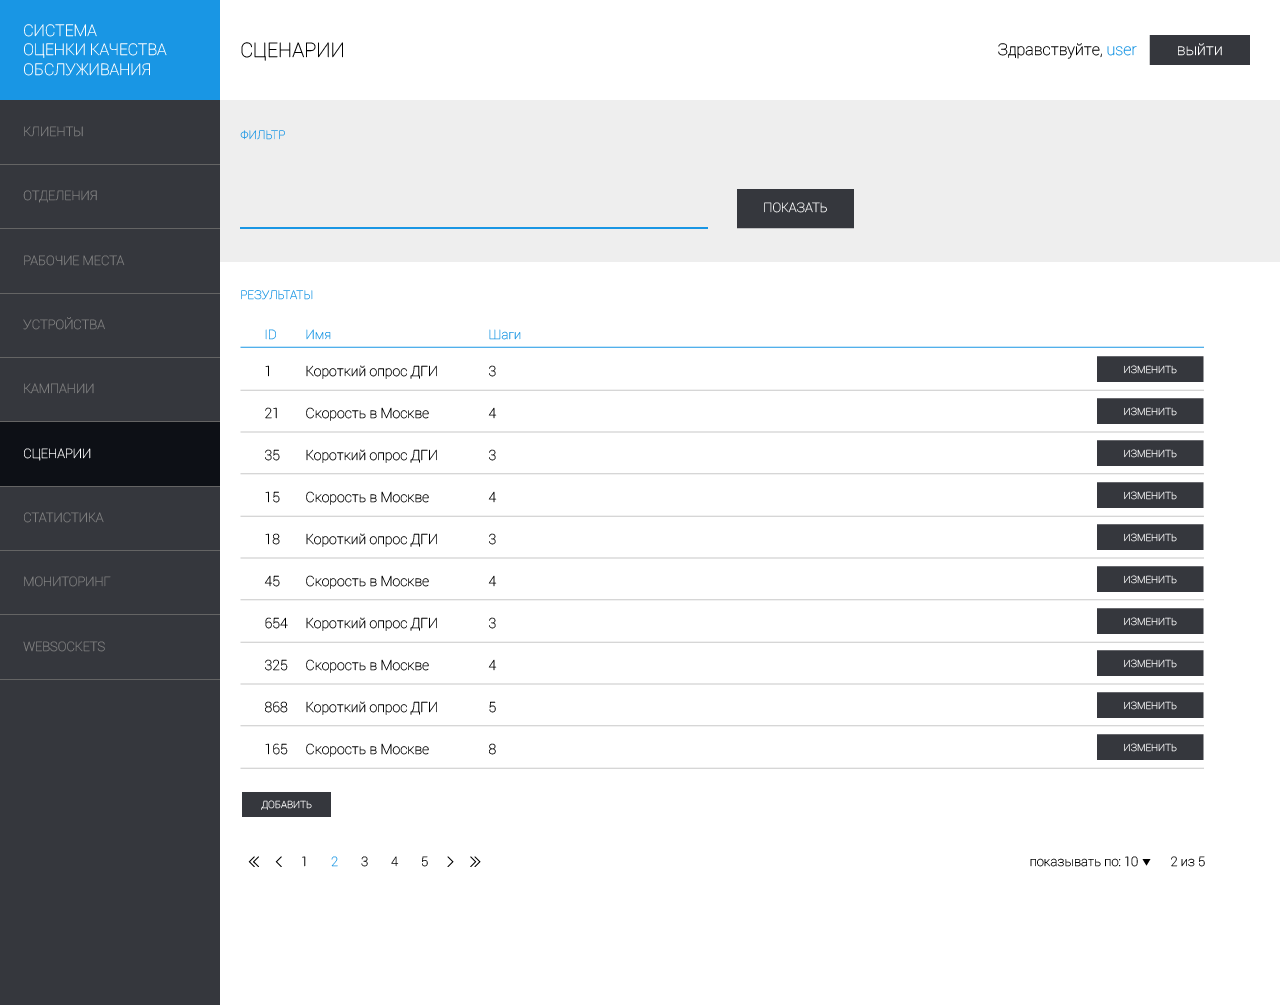 СИСТЕМА
ОЦЕНКИ КАЧЕСТВА
ОБСЛУЖИВАНИЯ
СЦЕНАРИИ
Здравствуйте, user
ВЫЙТИ
КЛИЕНТЫ
ОТДЕЛЕНИЯ
РАБОЧИЕ МЕСТА
УСТРОЙСТВА
КАМПАНИИ
СЦЕНАРИИ
СТАТИСТИКА
МОНИТОРИНГ
WEBSOCKETS
ФИЛЬТР
ПОКАЗАТЬ
РЕЗУЛЬТАТЫ
ID Имя Шаги
1 Короткий опрос ДГИ 3 ИЗМЕНИТЬ
21 Скорость в Москве 4 ИЗМЕНИТЬ
35 Короткий опрос ДГИ 3 ИЗМЕНИТЬ
15 Скорость в Москве 4 ИЗМЕНИТЬ
18 Короткий опрос ДГИ 3 ИЗМЕНИТЬ
45 Скорость в Москве 4 ИЗМЕНИТЬ
654 Короткий опрос ДГИ 3 ИЗМЕНИТЬ
325 Скорость в Москве 4 ИЗМЕНИТЬ
868 Короткий опрос ДГИ 5 ИЗМЕНИТЬ
165 Скорость в Москве 8 ИЗМЕНИТЬ
ДОБАВИТЬ
1 2 3 4 5
показывать по: 10 2 из 5